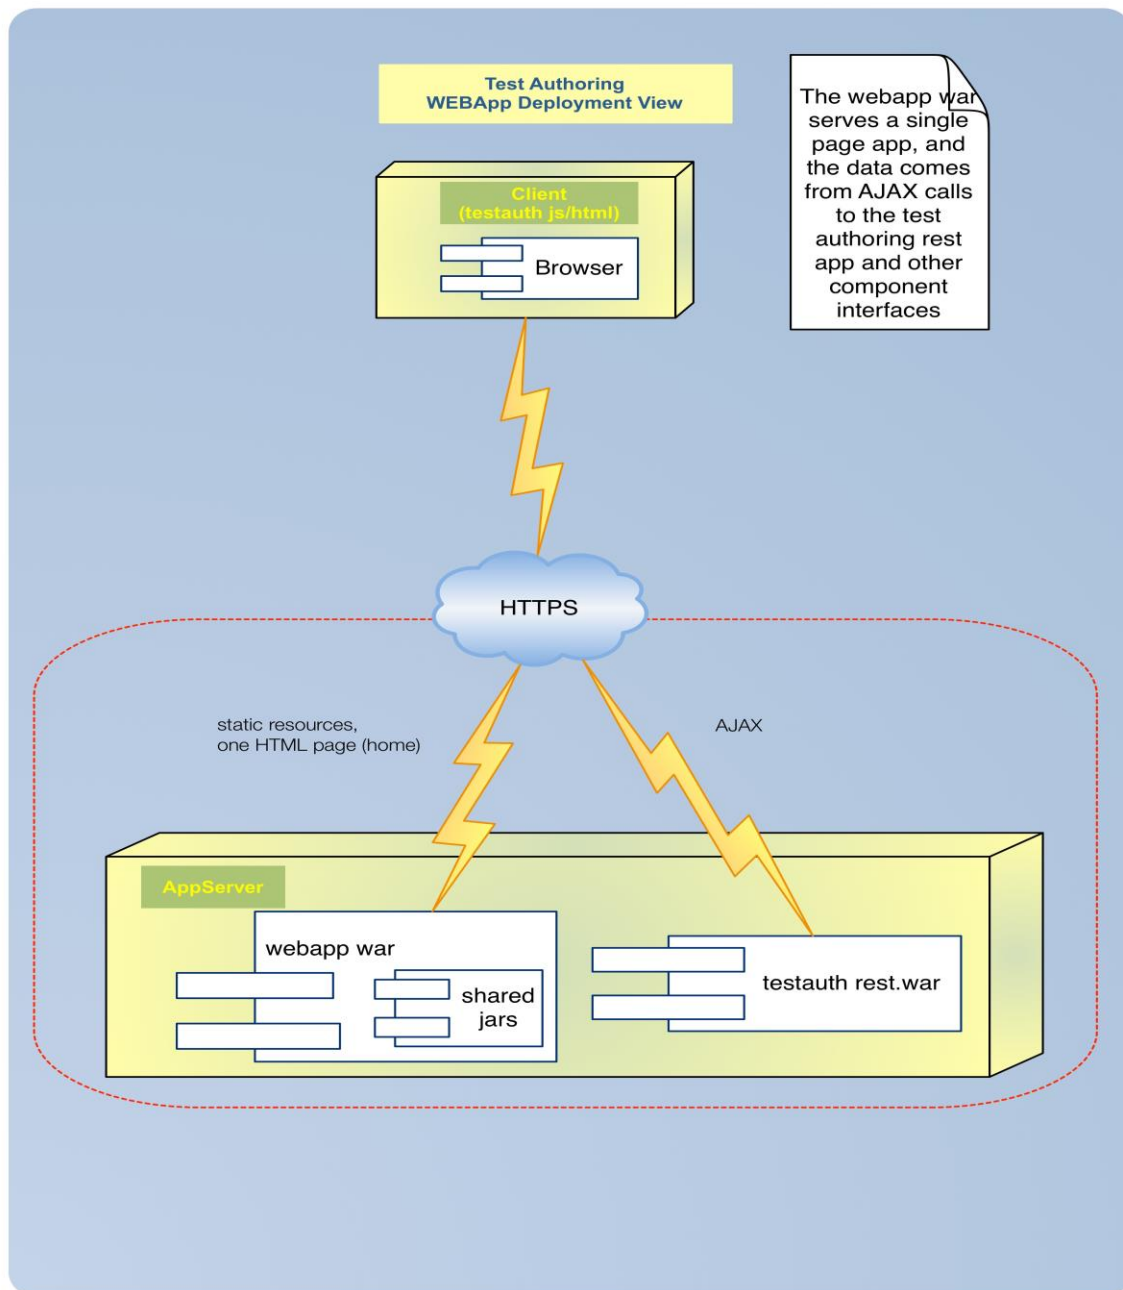 Test Authoring
WEBApp Deployment View
The webapp war
serves a single
page app, and
the data comes
from AJAX calls
to the test
authoring rest
app and other
component
interfaces
Client
(testauth js/html)
Browser
HTTPS
static resources,
one HTML page (home)
AJAX
AppServer
webapp war
shared
jars
testauth rest.war